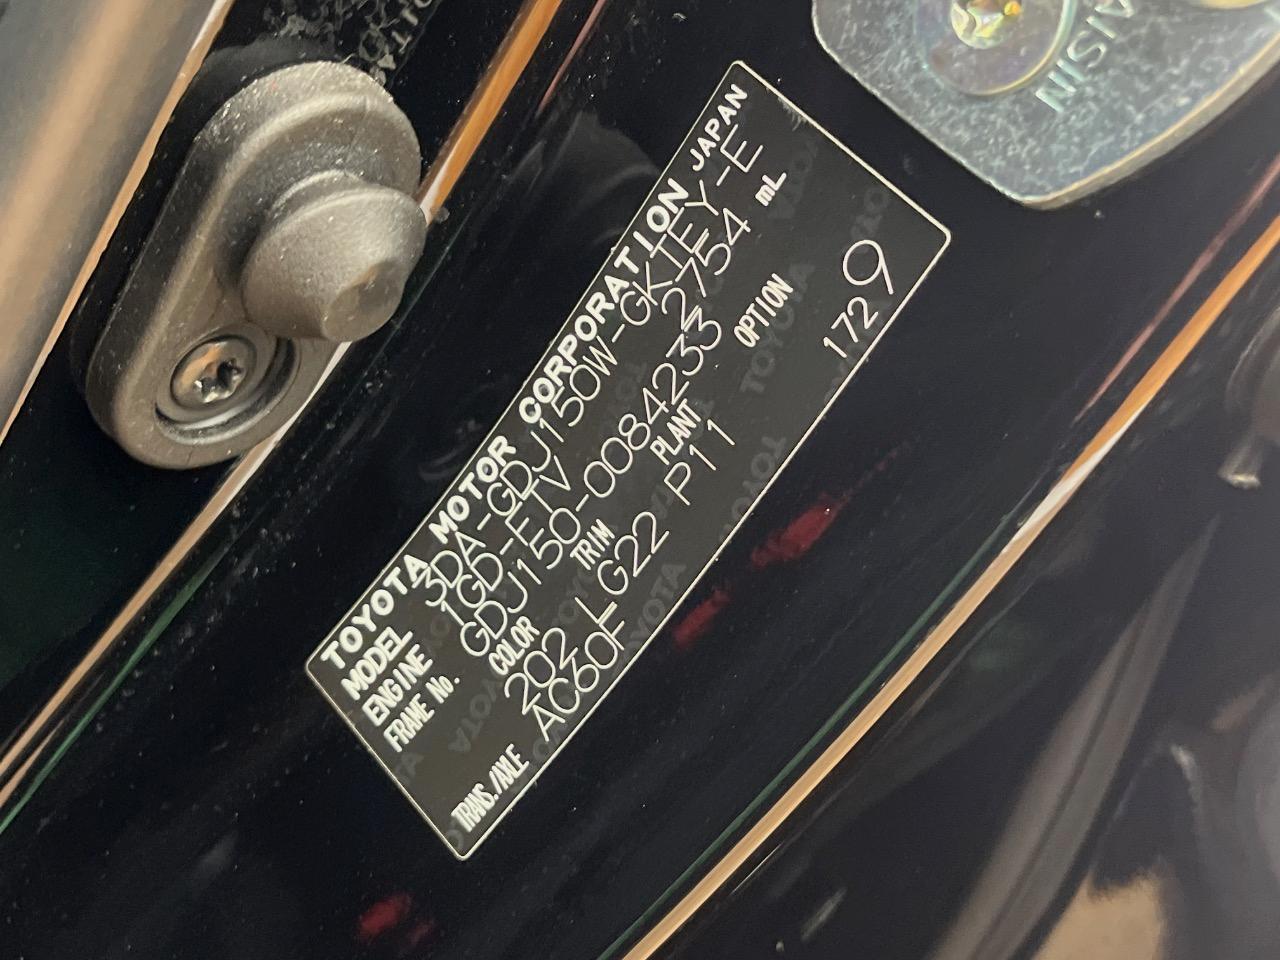 TOYOTA MOTOR CORPORATION JAPAN
MODEL 3DA-GDJ150W-GKTEY-E
ENGINE 1GD-FTV 2754 mL
FRAME No. GDJ150-0084233
COLOR TRIM PLANT OPTION
202 LG22 P11
TRANS./AXLE AC60F 1729
AISIN